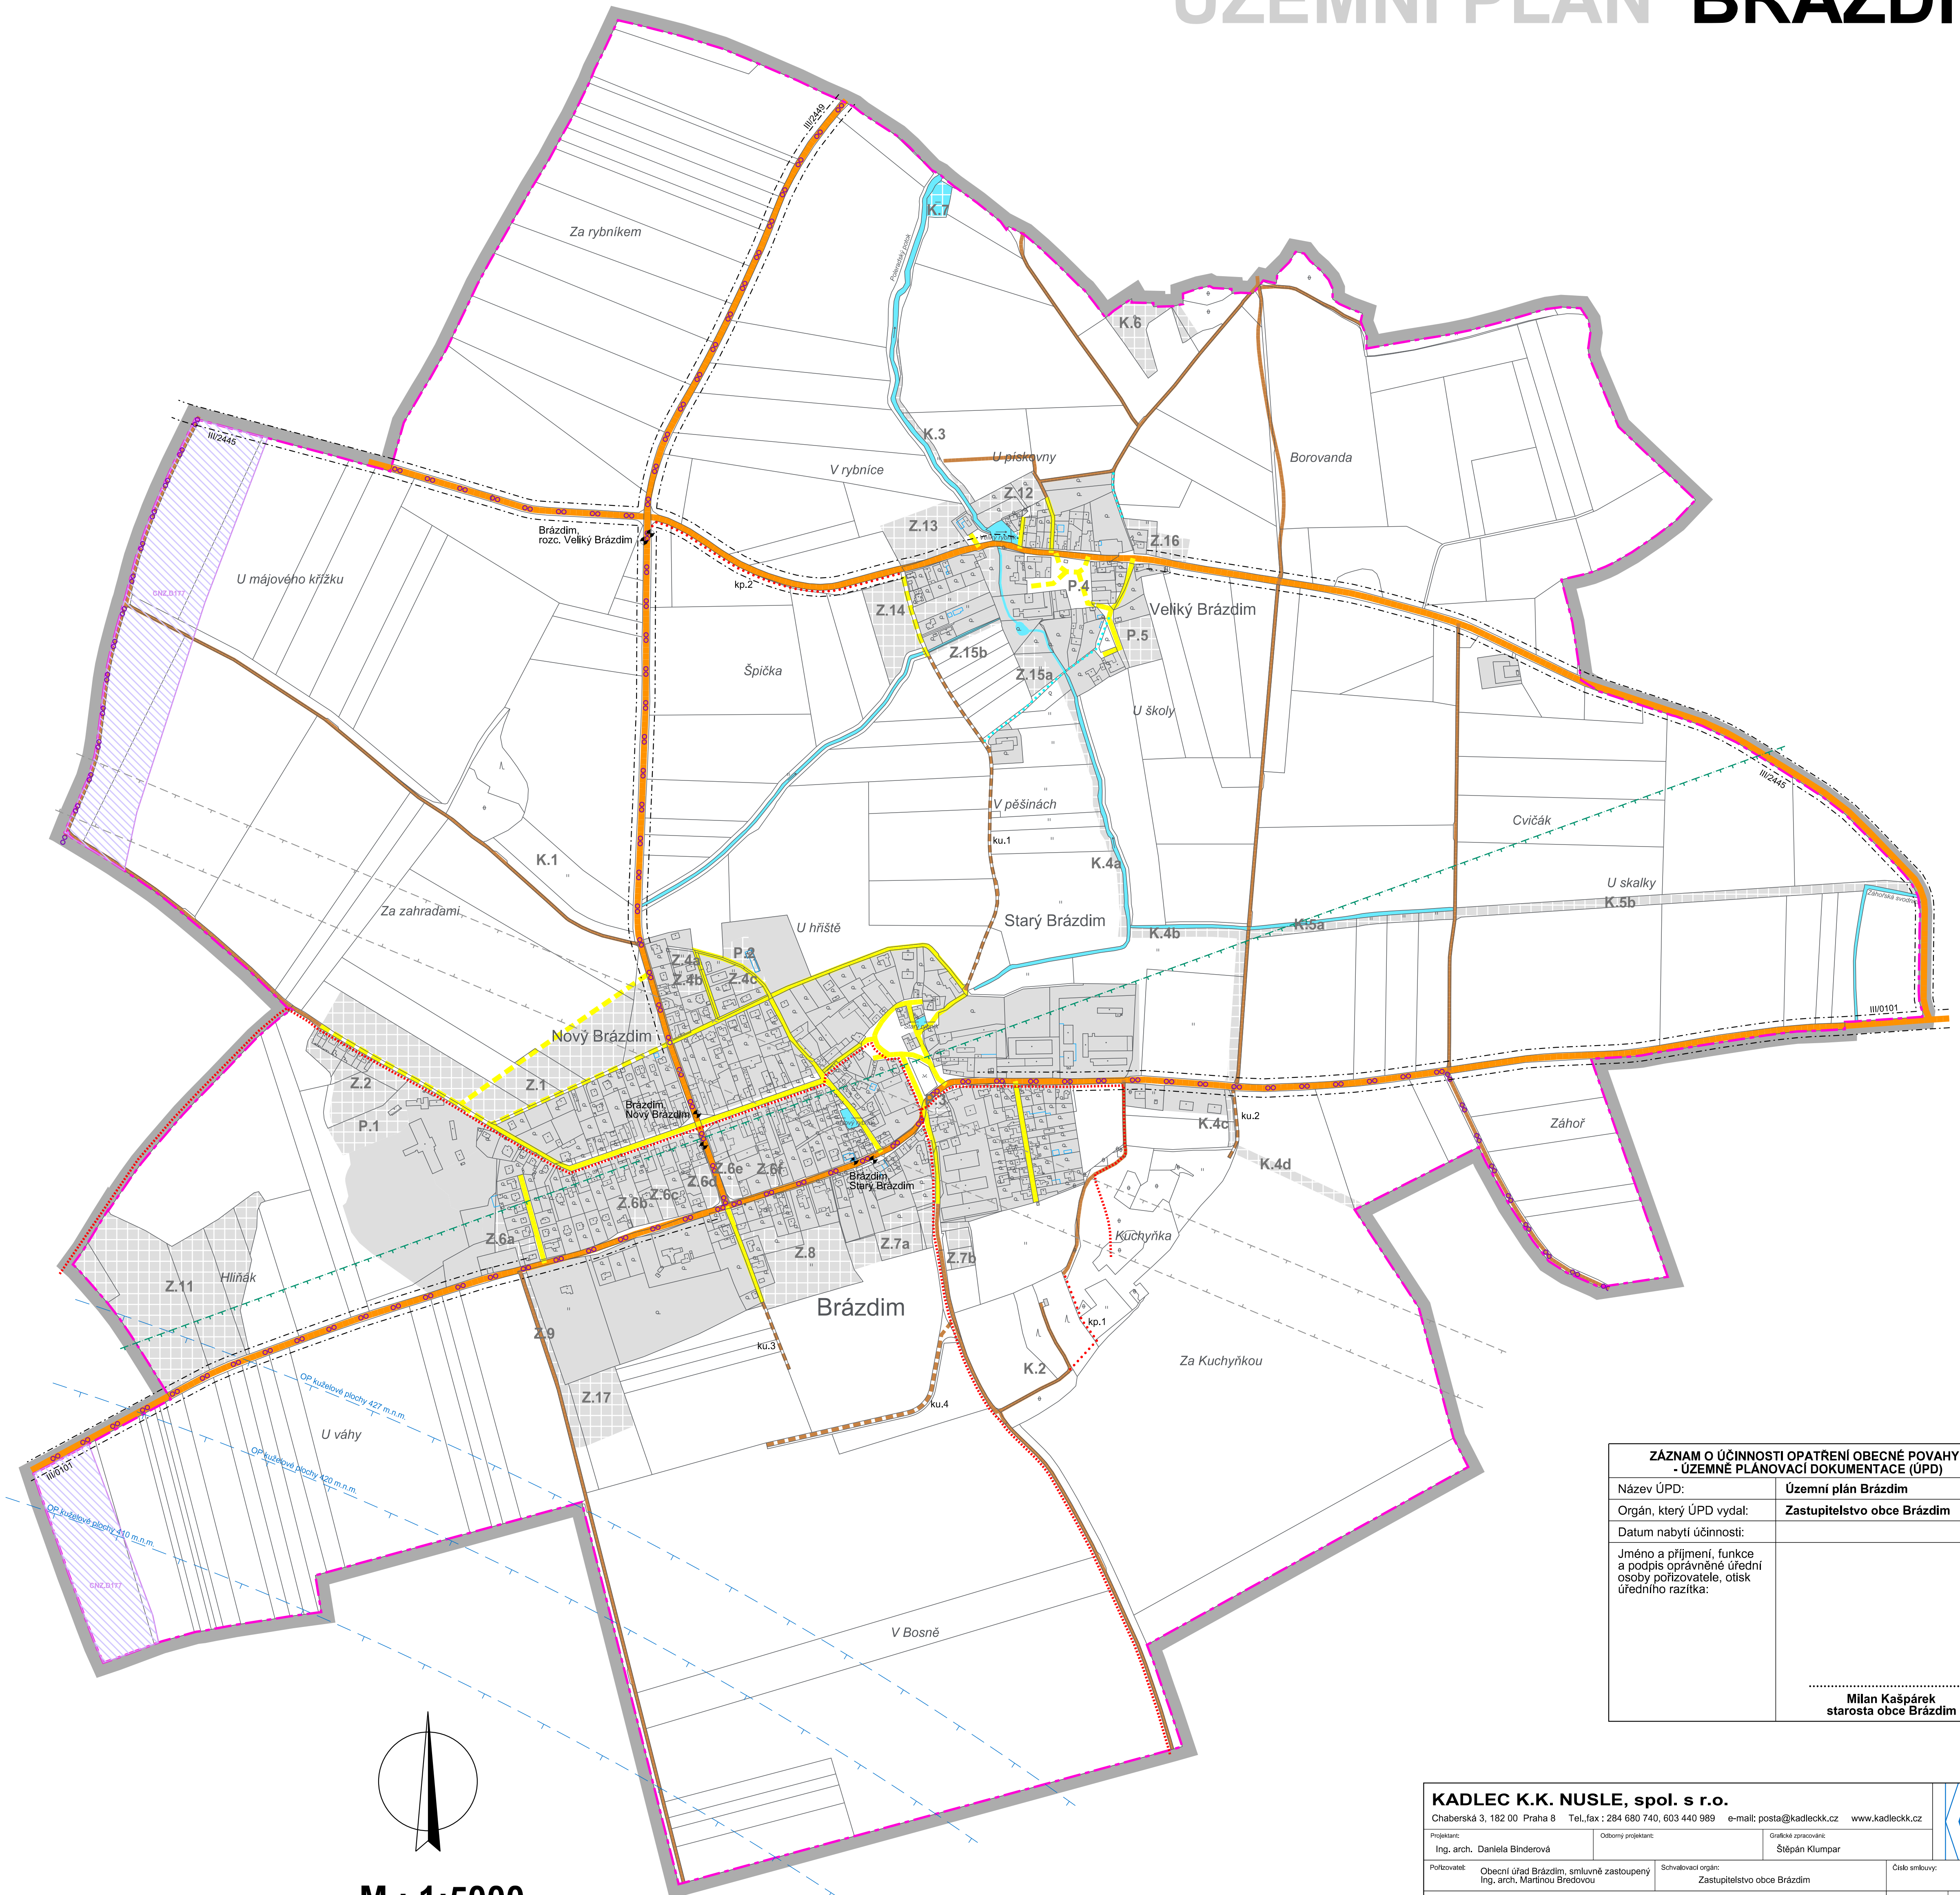 ÚZEMNÍ PLÁN BRÁZDI
III/2449
K.7
Polerádský potok
Za rybníkem
K.6
III/2445
K.3
U pískovny
V rybníce
Borovanda
Z.12
Z.13
Brázdim,
rozc. Veliký Brázdim
Z.16
U májového křížku
CNZ.D177
kp.2
P.4
Z.14
Veliký Brázdim
P.5
Z.15b
Špička
Z.15a
U školy
III/2445
V pěšinách
Cvičák
ku.1
K.1
K.4a
U skalky
Záhořská svodnice
K.5b
Za zahradami
Starý Brázdim
U hřiště
K.5a
K.4b
P.2
Z.4a
Z.4b
Z.4c
III/0101
Nový Brázdim
Z.1
Z.2
Brázdim,
Nový Brázdim
P.1
ku.2
K.4c
Záhoř
K.4d
Z.6e
Z.6f
Z.6d
Brázdim,
Starý Brázdim
Z.6c
Z.6b
Z.6a
Kuchyňka
Z.7a
Z.8
Z.7b
Hliňák
Z.11
Brázdim
kp.1
Z.9
ku.3
Za Kuchyňkou
K.2
OP kuželové plochy 427 m.n.m.
Z.17
ku.4
U váhy
OP kuželové plochy 420 m.n.m.
III/0101
OP kuželové plochy 410 m.n.m.
CNZ.D177
V Bosně
ZÁZNAM O ÚČINNOSTI OPATŘENÍ OBECNÉ POVAHY
- ÚZEMNĚ PLÁNOVACÍ DOKUMENTACE (ÚPD)
Název ÚPD: Územní plán Brázdim
Orgán, který ÚPD vydal: Zastupitelstvo obce Brázdim
Datum nabytí účinnosti:
Jméno a příjmení, funkce
a podpis oprávněné úřední
osoby pořizovatele, otisk
úředního razítka:
Milan Kašpárek
starosta obce Brázdim
KADLEC K.K. NUSLE, spol. s r.o.
Chaberská 3, 182 00 Praha 8 Tel.,fax : 284 680 740, 603 440 989 e-mail: posta@kadleckk.cz www.kadleckk.cz
Projektant: Odborný projektant: Grafické zpracování:
Ing. arch. Daniela Binderová Štěpán Klumpar
Pořizovatel: Obecní úřad Brázdim, smluvně zastoupený
Ing. arch. Martinou Bredovou
Schvalovací orgán: Číslo smlouvy:
Zastupitelstvo obce Brázdim
M : 1:5000